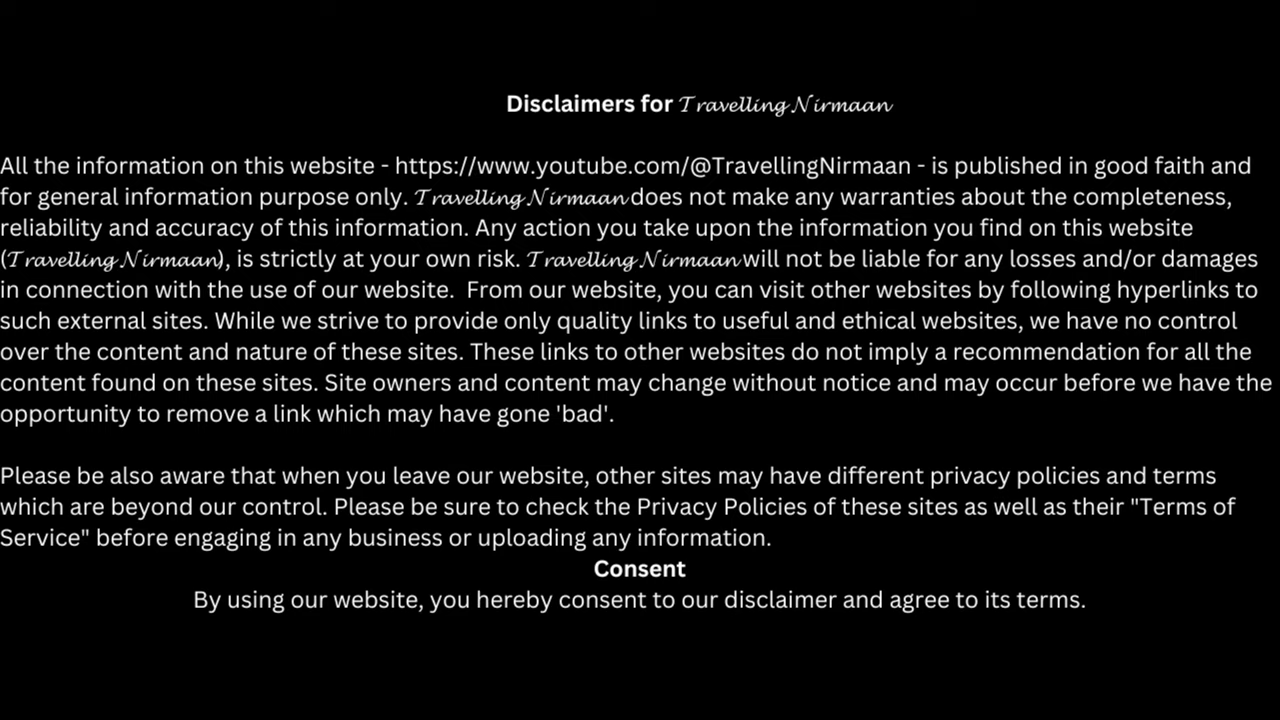 Disclaimers for Travelling Nirmaan
All the information on this website - https://www.youtube.com/@TravellingNirmaan - is published in good faith and
for general information purpose only. Travelling Nirmaan does not make any warranties about the completeness,
reliability and accuracy of this information. Any action you take upon the information you find on this website
(Travelling Nirmaan), is strictly at your own risk. Travelling Nirmaan will not be liable for any losses and/or damages
in connection with the use of our website.  From our website, you can visit other websites by following hyperlinks to
such external sites. While we strive to provide only quality links to useful and ethical websites, we have no control
over the content and nature of these sites. These links to other websites do not imply a recommendation for all the
content found on these sites. Site owners and content may change without notice and may occur before we have the
opportunity to remove a link which may have gone 'bad'.
Please be also aware that when you leave our website, other sites may have different privacy policies and terms
which are beyond our control. Please be sure to check the Privacy Policies of these sites as well as their "Terms of
Service" before engaging in any business or uploading any information.
Consent
By using our website, you hereby consent to our disclaimer and agree to its terms.